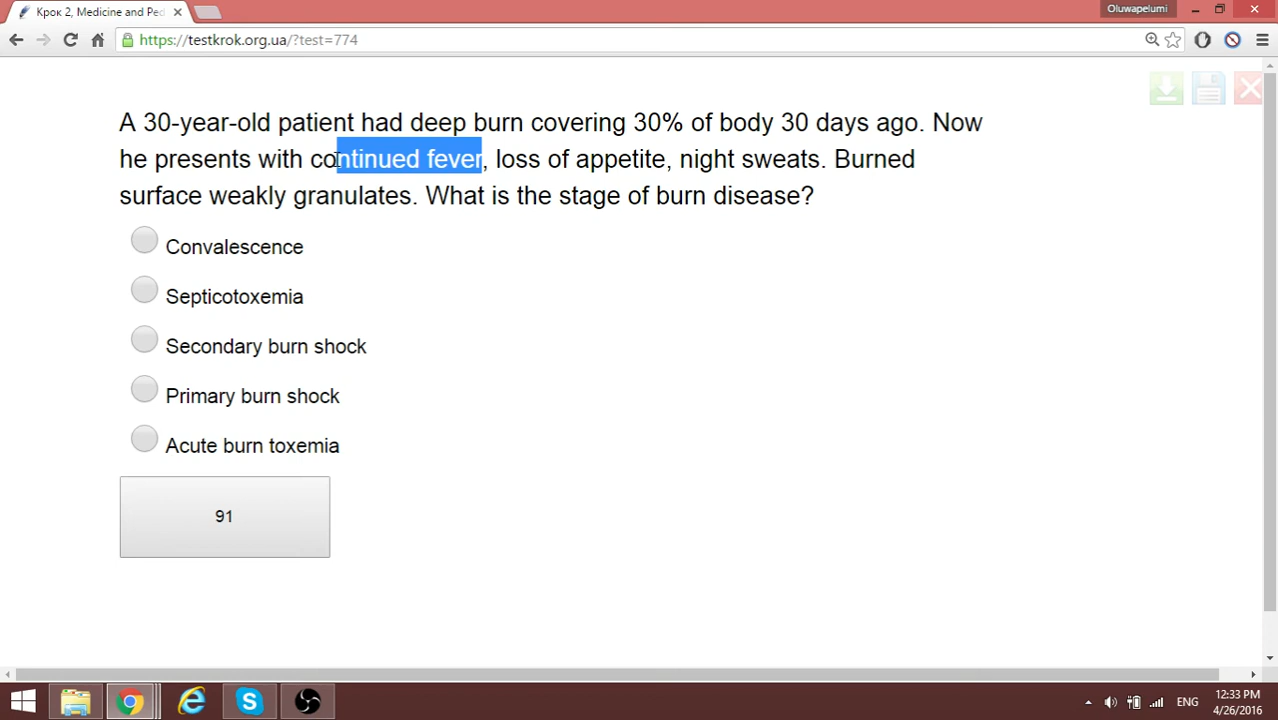 Крок 2, Medicine and Ped
Oluwapelumi
https://testkrok.org.ua/?test=774
A 30-year-old patient had deep burn covering 30% of body 30 days ago. Now
he presents with continued fever, loss of appetite, night sweats. Burned
surface weakly granulates. What is the stage of burn disease?
Convalescence
Septicotoxemia
Secondary burn shock
Primary burn shock
Acute burn toxemia
91
ENG
12:33 PM
4/26/2016